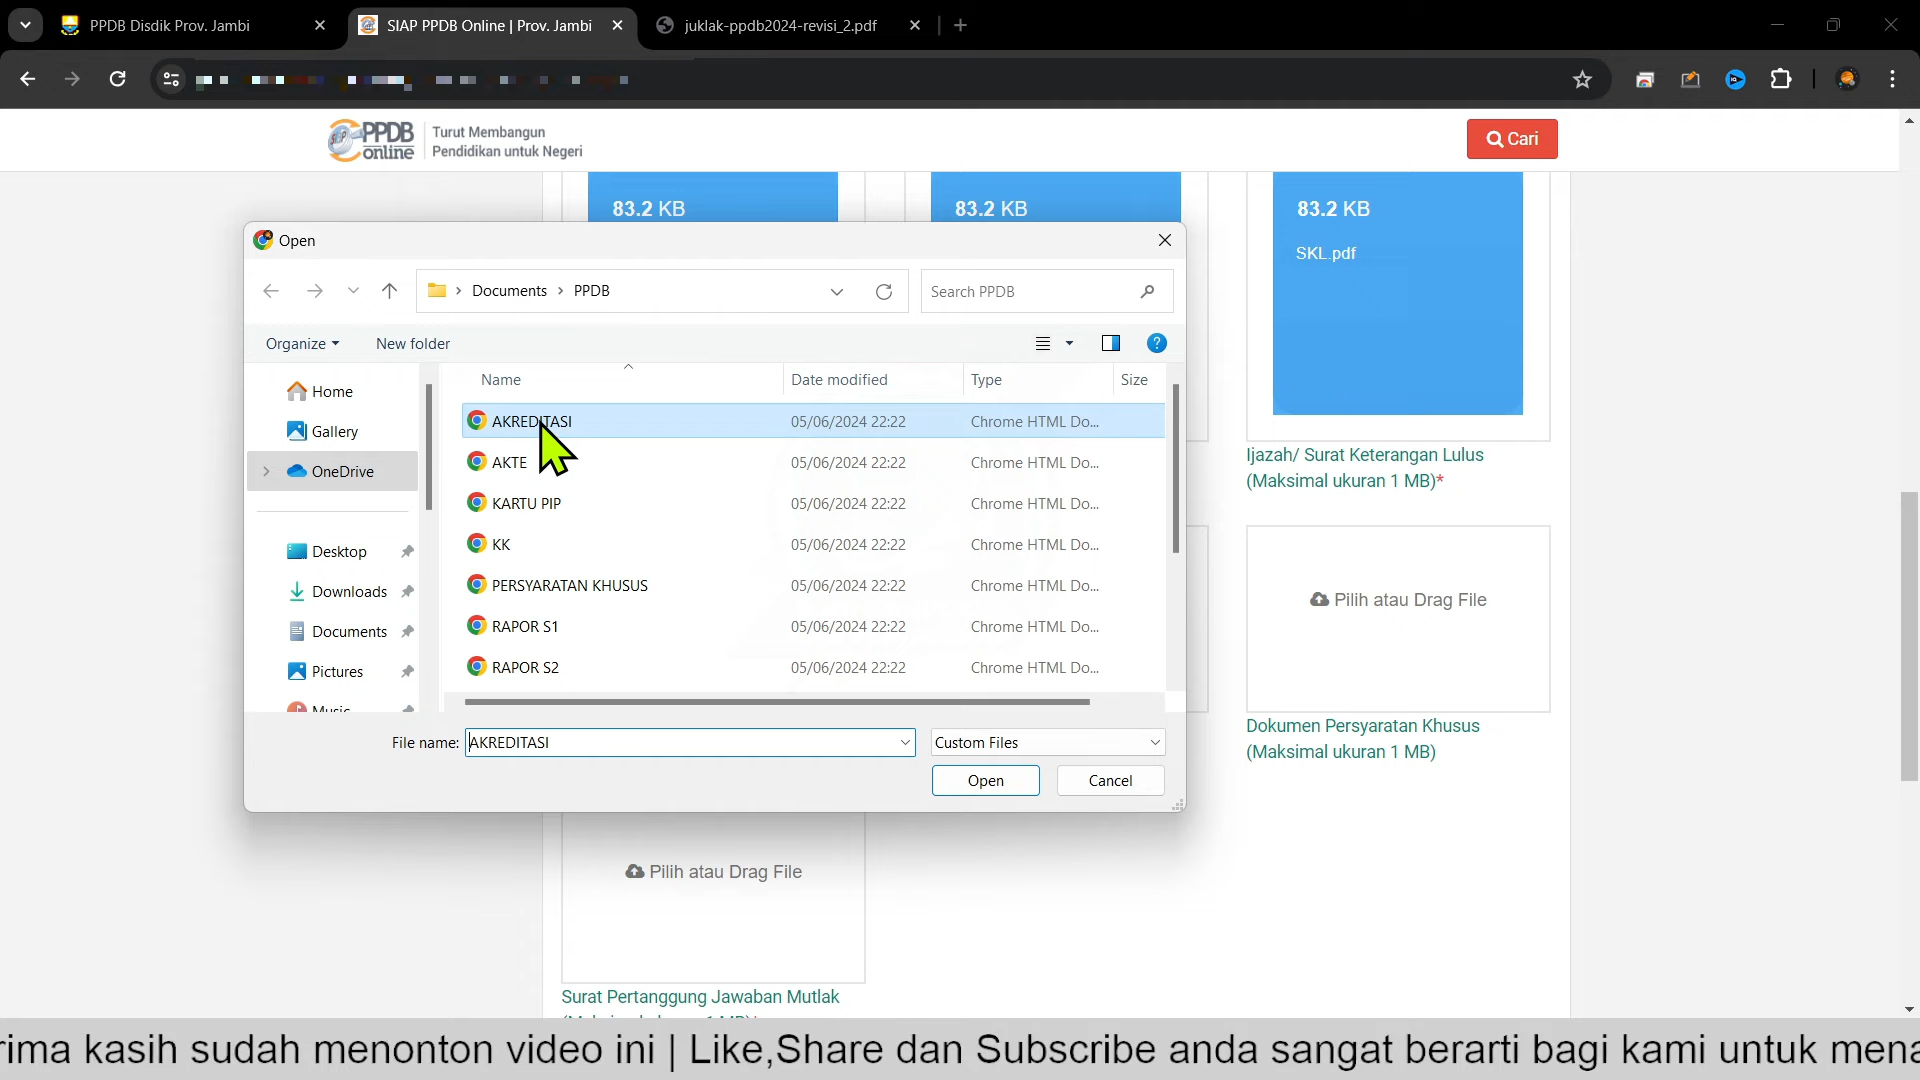 PPDB Disdik Prov. Jambi
SIAP PPDB Online | Prov. Jambi
juklak-ppdb2024-revisi_2.pdf
PPDB
online
Turut Membangun
Pendidikan untuk Negeri
Cari
83.2 KB
83.2 KB
83.2 KB
SKL.pdf
Open
Documents > PPDB
Search PPDB
Organize
New folder
Name
Date modified
Type
Size
Home
Gallery
OneDrive
Desktop
Downloads
Documents
Pictures
Music
AKREDITASI 05/06/2024 22:22 Chrome HTML Do...
AKTE 05/06/2024 22:22 Chrome HTML Do...
KARTU PIP 05/06/2024 22:22 Chrome HTML Do...
KK 05/06/2024 22:22 Chrome HTML Do...
PERSYARATAN KHUSUS 05/06/2024 22:22 Chrome HTML Do...
RAPOR S1 05/06/2024 22:22 Chrome HTML Do...
RAPOR S2 05/06/2024 22:22 Chrome HTML Do...
File name: AKREDITASI
Custom Files
Open
Cancel
Ijazah/ Surat Keterangan Lulus
(Maksimal ukuran 1 MB)*
Pilih atau Drag File
Dokumen Persyaratan Khusus
(Maksimal ukuran 1 MB)
Pilih atau Drag File
Surat Pertanggung Jawaban Mutlak
rima kasih sudah menonton video ini | Like,Share dan Subscribe anda sangat berarti bagi kami untuk mena